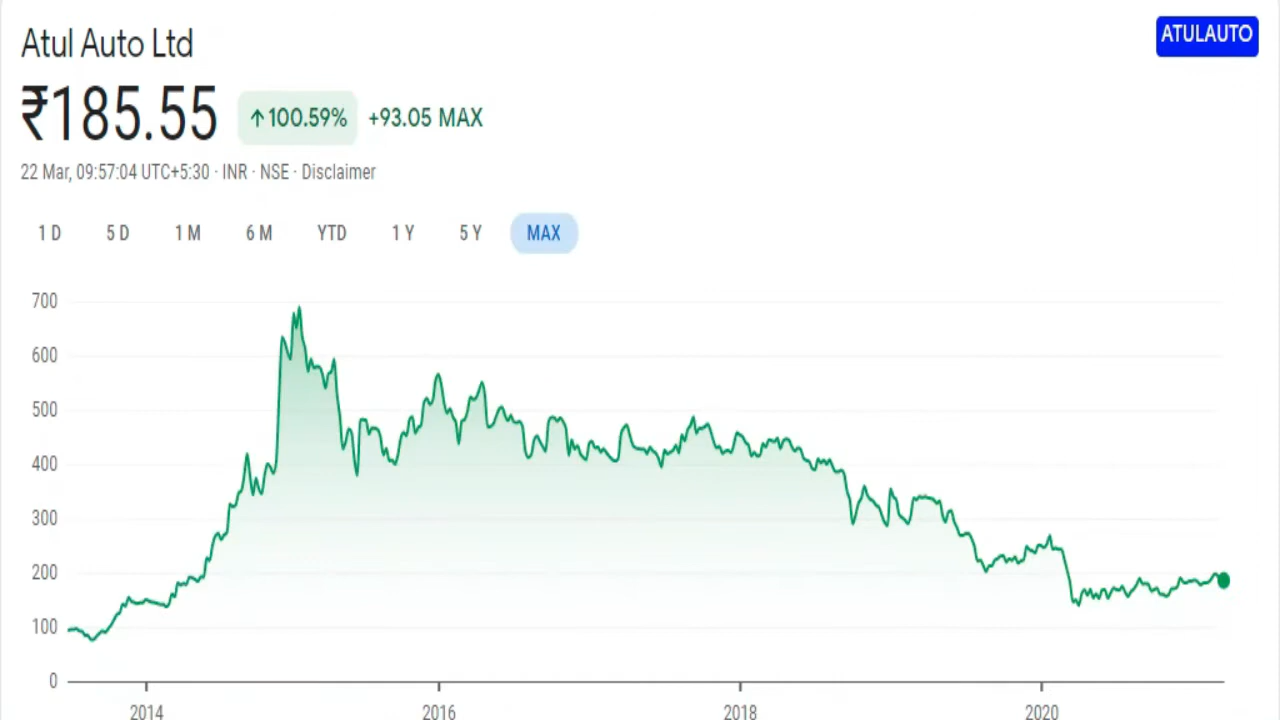 Atul Auto Ltd
ATULAUTO
₹185.55 ↑100.59% +93.05 MAX
22 Mar, 09:57:04 UTC+5:30 · INR · NSE · Disclaimer
1 D 5 D 1 M 6 M YTD 1 Y 5 Y MAX
700
600
500
400
300
200
100
0
2014 2016 2018 2020